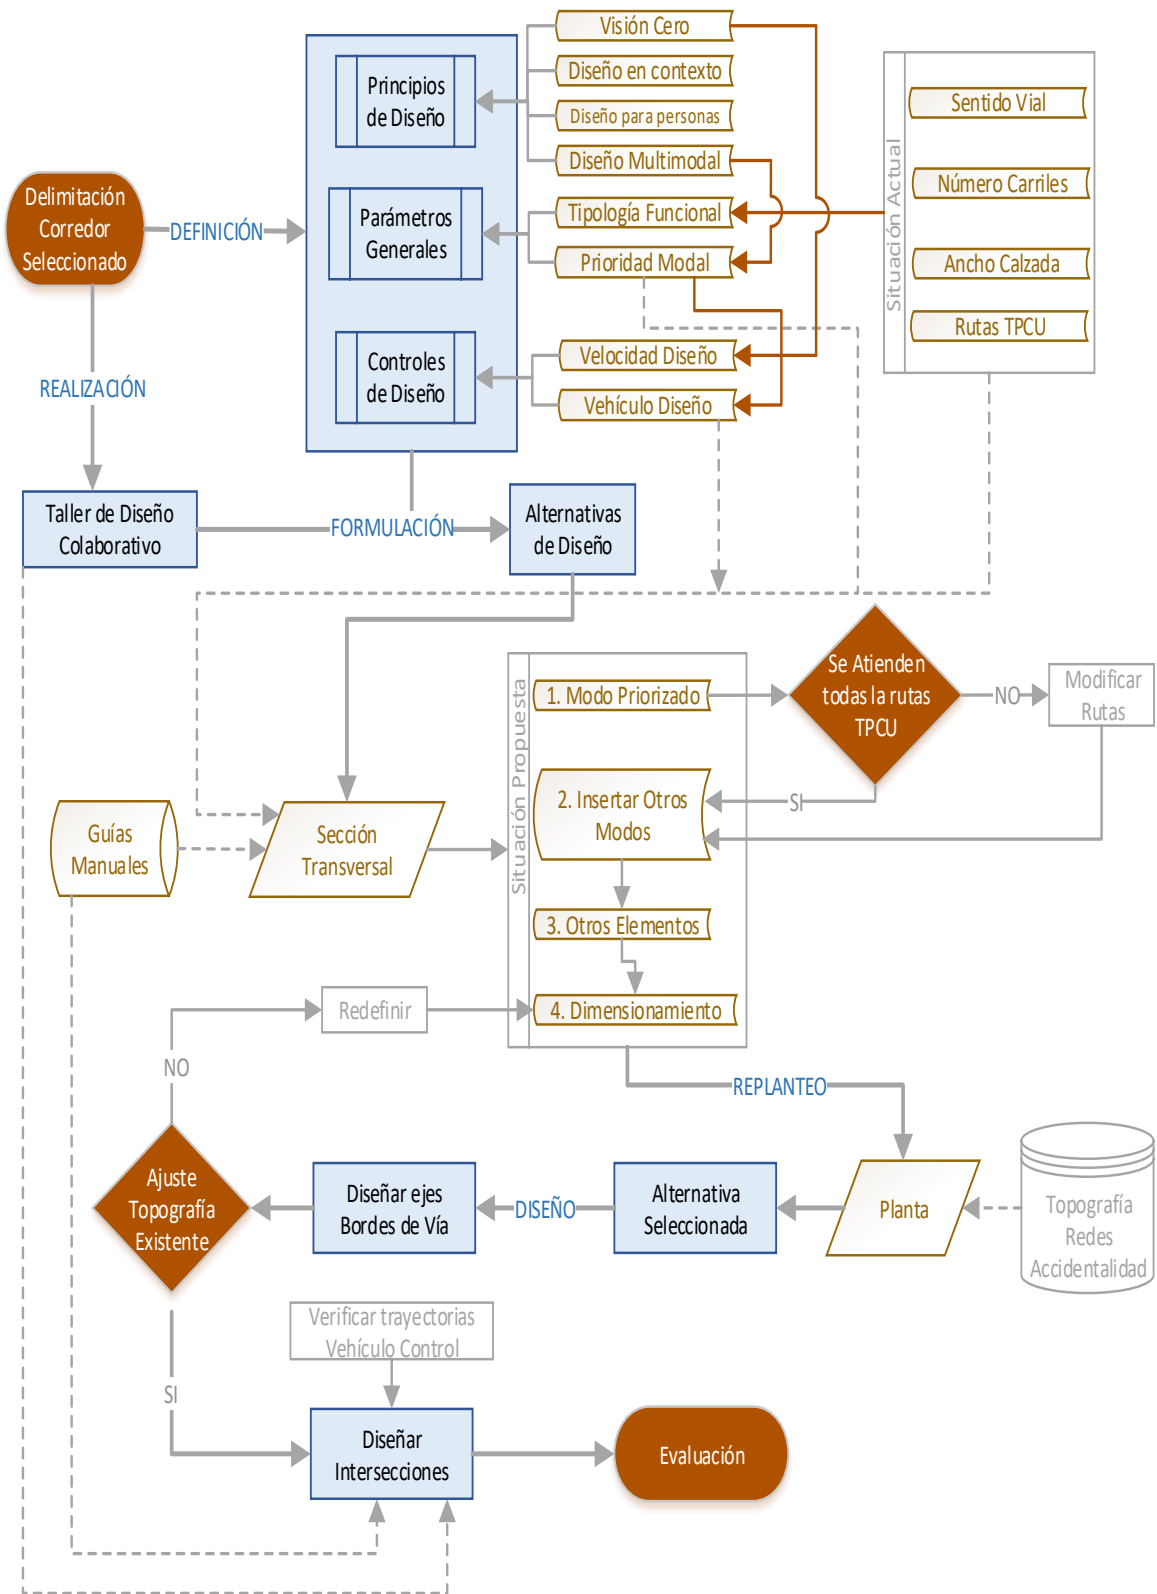 Visión Cero
Diseño en contexto
Diseño para personas
Diseño Multimodal
Principios
de Diseño
Delimitación
Corredor
Seleccionado
DEFINICIÓN
Parámetros
Generales
Tipología Funcional
Prioridad Modal
Situación Actual
Sentido Vial
Número Carriles
Ancho Calzada
Rutas TPCU
Controles
de Diseño
Velocidad Diseño
Vehículo Diseño
REALIZACIÓN
Taller de Diseño
Colaborativo
FORMULACIÓN
Alternativas
de Diseño
Situación Propuesta
1. Modo Priorizado
Se Atienden
todas la rutas
TPCU
NO
Modificar
Rutas
SI
2. Insertar Otros
Modos
Guías
Manuales
Sección
Transversal
3. Otros Elementos
4. Dimensionamiento
Redefinir
NO
REPLANTEO
Ajuste
Topografía
Existente
Diseñar ejes
Bordes de Vía
DISEÑO
Alternativa
Seleccionada
Planta
Topografía
Redes
Accidentalidad
Verificar trayectorias
Vehículo Control
SI
Diseñar
Intersecciones
Evaluación